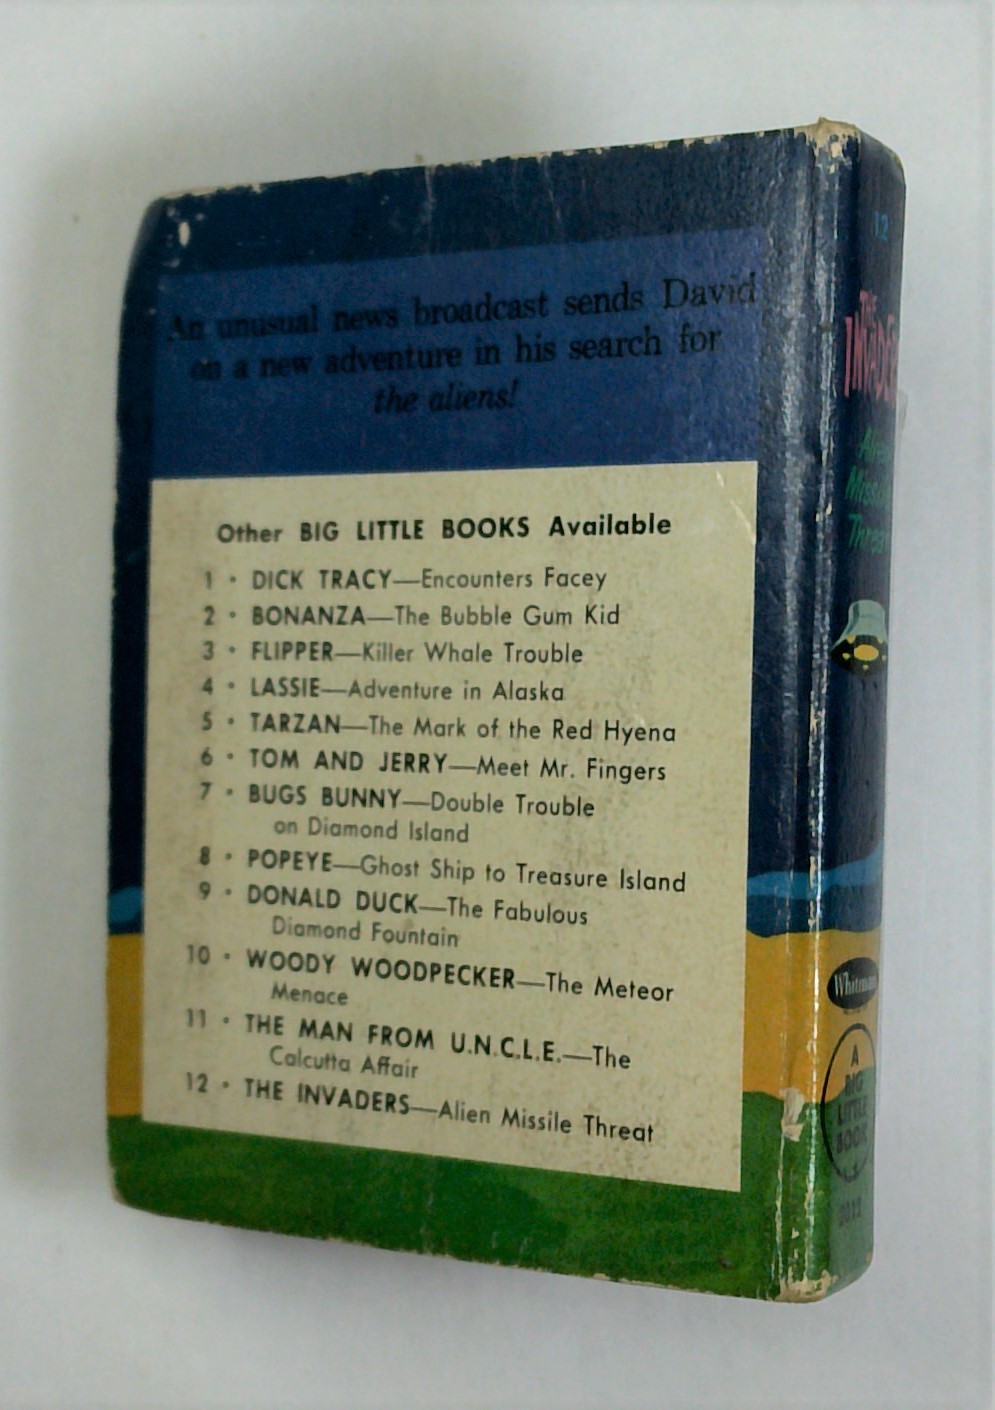 An unusual news broadcast sends David
on a new adventure in his search for
the aliens!
Other BIG LITTLE BOOKS Available
1 • DICK TRACY—Encounters Facey
2 • BONANZA—The Bubble Gum Kid
3 • FLIPPER—Killer Whale Trouble
4 • LASSIE—Adventure in Alaska
5 • TARZAN—The Mark of the Red Hyena
6 • TOM AND JERRY—Meet Mr. Fingers
7 • BUGS BUNNY—Double Trouble
on Diamond Island
8 • POPEYE—Ghost Ship to Treasure Island
9 • DONALD DUCK—The Fabulous
Diamond Fountain
10 • WOODY WOODPECKER—The Meteor
Menace
11 • THE MAN FROM U.N.C.L.E.—The
Calcutta Affair
12 • THE INVADERS—Alien Missile Threat
12
THE
Whitman
A
BIG
LITTLE
BOOK